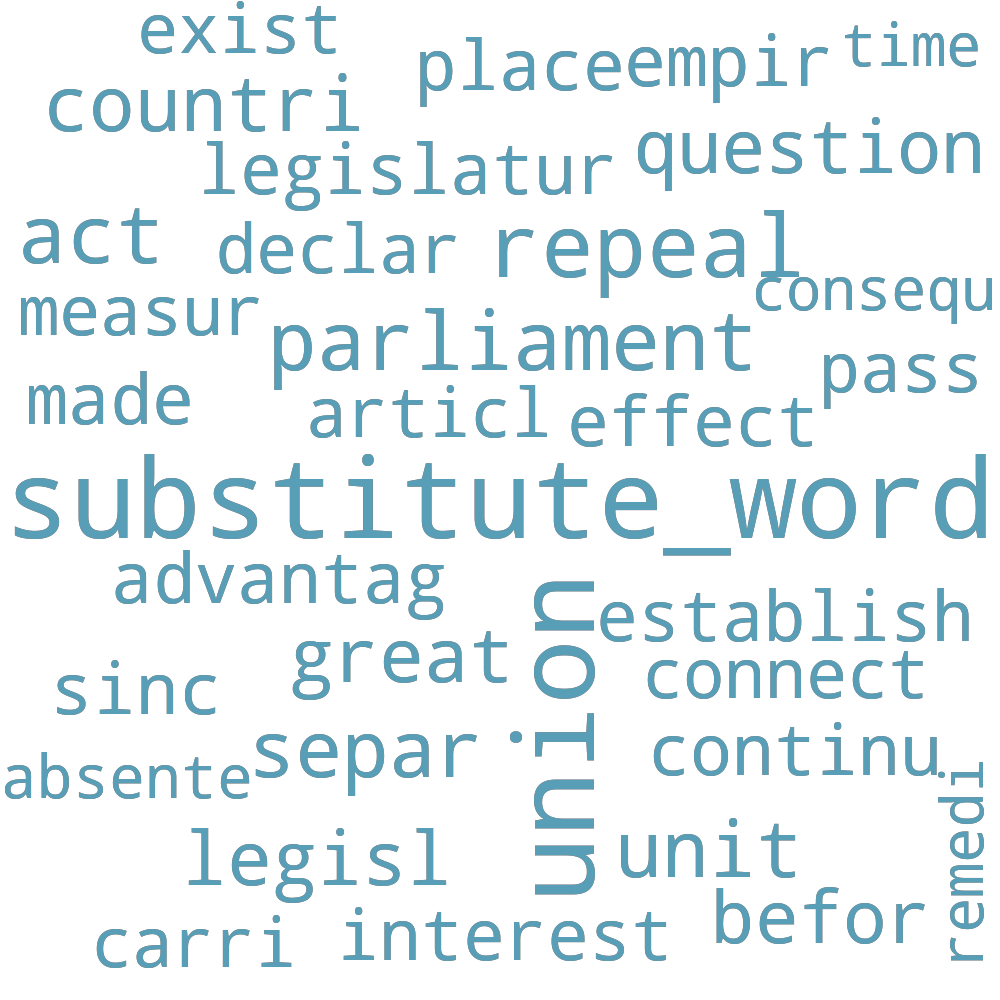 exist
placeempir time
countri
question
legislatur
act declar repeal
consequ
measur
parliament
pass
made articl effect
substitute_word
advantag
establish
great
connect
sinc
union
separ
continu
absente
remedi
legisl
unit
befor
carri interest